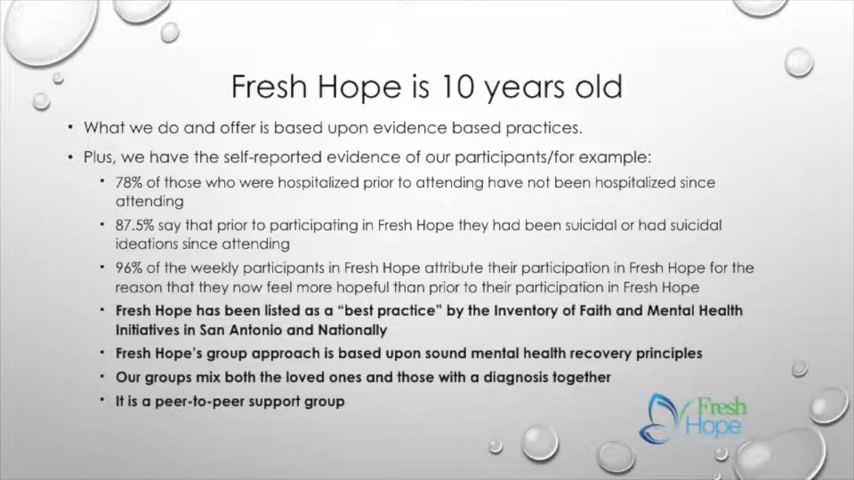 Fresh Hope is 10 years old
• What we do and offer is based upon evidence based practices.
• Plus, we have the self-reported evidence of our participants/for example:
• 78% of those who were hospitalized prior to attending have not been hospitalized since
attending
• 87.5% say that prior to participating in Fresh Hope they had been suicidal or had suicidal
ideations since attending
• 96% of the weekly participants in Fresh Hope attribute their participation in Fresh Hope for the
reason that they now feel more hopeful than prior to their participation in Fresh Hope
• Fresh Hope has been listed as a “best practice” by the Inventory of Faith and Mental Health
Initiatives in San Antonio and Nationally
• Fresh Hope’s group approach is based upon sound mental health recovery principles
• Our groups mix both the loved ones and those with a diagnosis together
• It is a peer-to-peer support group
Fresh
Hope